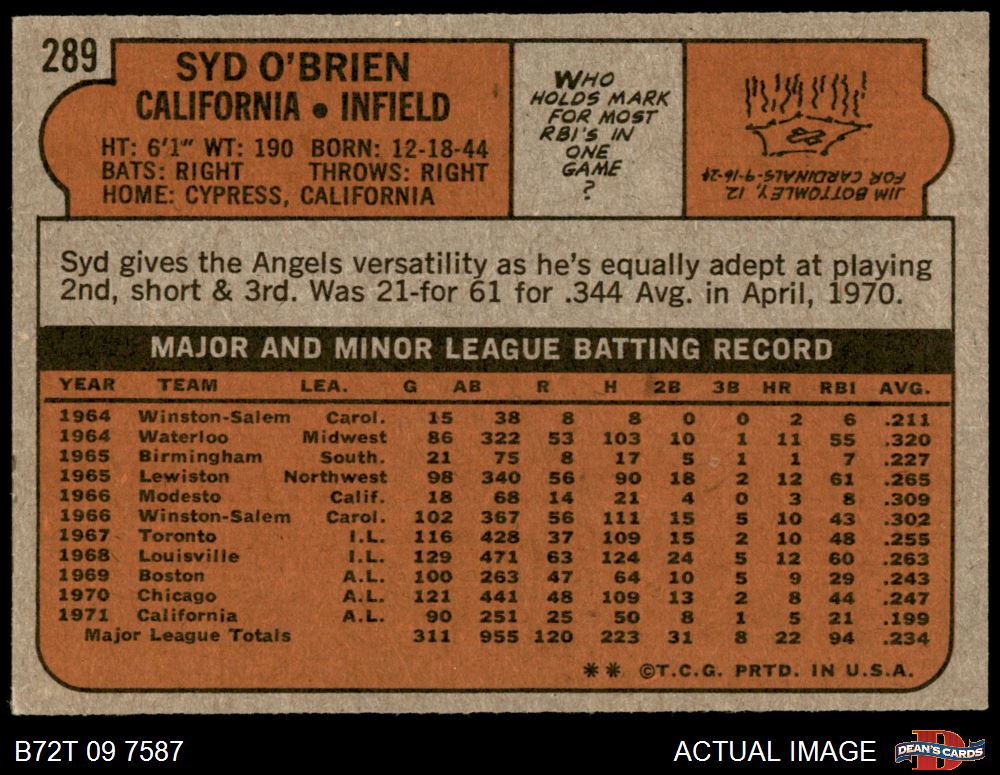 289
SYD O'BRIEN
CALIFORNIA • INFIELD
HT: 6'1" WT: 190 BORN: 12-18-44
BATS: RIGHT THROWS: RIGHT
HOME: CYPRESS, CALIFORNIA
WHO
HOLDS MARK
FOR MOST
RBI'S IN
ONE
GAME
?
JIM BOTTOMLEY, 12
FOR CARDINALS-9-16-24
Syd gives the Angels versatility as he's equally adept at playing
2nd, short & 3rd. Was 21-for 61 for .344 Avg. in April, 1970.
MAJOR AND MINOR LEAGUE BATTING RECORD
YEAR TEAM LEA. G AB R H 2B 3B HR RBI AVG.
1964 Winston-Salem Carol. 15 38 8 8 0 0 2 6 .211
1964 Waterloo Midwest 86 322 53 103 10 1 11 55 .320
1965 Birmingham South. 21 75 8 17 5 1 1 7 .227
1965 Lewiston Northwest 98 340 56 90 18 2 12 61 .265
1966 Modesto Calif. 18 68 14 21 4 0 3 8 .309
1966 Winston-Salem Carol. 102 367 56 111 15 5 10 43 .302
1967 Toronto I.L. 116 428 37 109 15 2 10 48 .255
1968 Louisville I.L. 129 471 63 124 24 5 12 60 .263
1969 Boston A.L. 100 263 47 64 10 5 9 29 .243
1970 Chicago A.L. 121 441 48 109 13 2 8 44 .247
1971 California A.L. 90 251 25 50 8 1 5 21 .199
Major League Totals 311 955 120 223 31 8 22 94 .234
** ©T.C.G. PRTD. IN U.S.A.
B72T 09 7587
ACTUAL IMAGE
DEAN'S CARDS